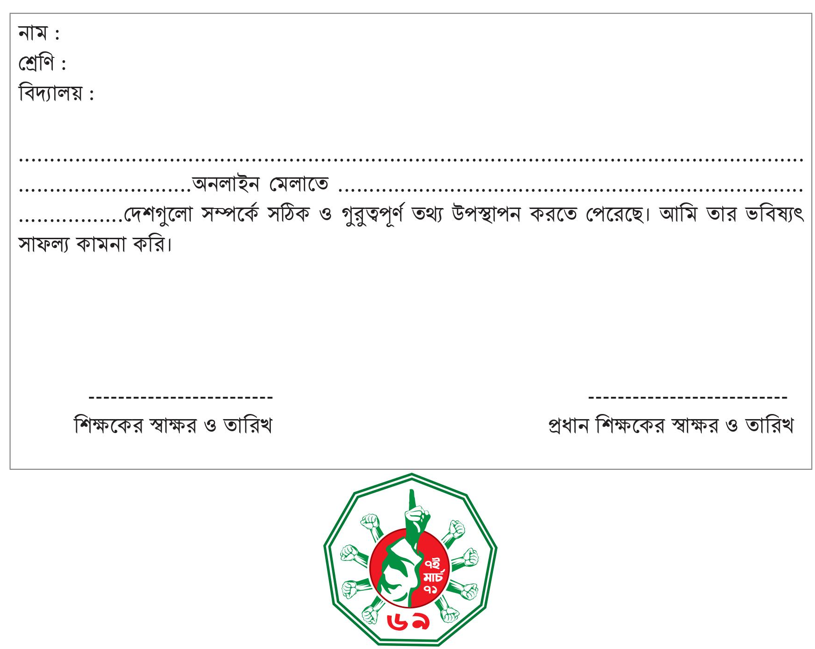 নাম :
শ্রেণি :
বিদ্যালয় :
..............................................................................................................................
............................অনলাইন মেলাতে ...........................................................................
.................দেশগুলো সম্পর্কে সঠিক ও গুরুত্বপূর্ণ তথ্য উপস্থাপন করতে পেরেছে। আমি তার ভবিষ্যৎ
সাফল্য কামনা করি।
------------------------- ---------------------------
শিক্ষকের স্বাক্ষর ও তারিখ প্রধান শিক্ষকের স্বাক্ষর ও তারিখ
৭ই
মার্চ
৭১
৬৯